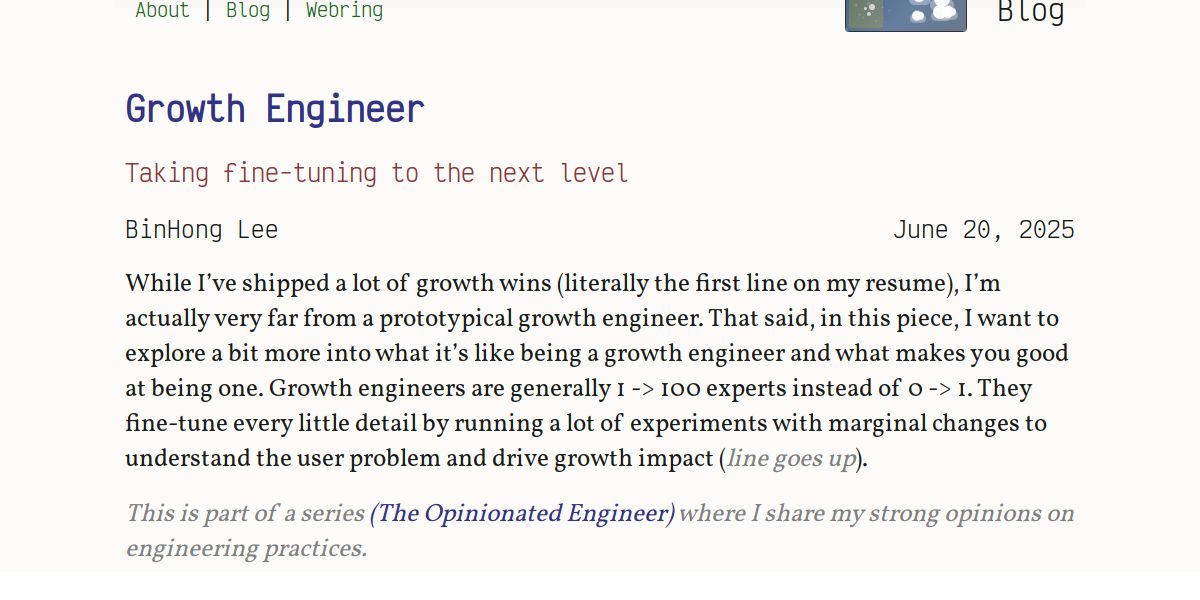 About | Blog | Webring
Blog
Growth Engineer
Taking fine-tuning to the next level
BinHong Lee
June 20, 2025
While I’ve shipped a lot of growth wins (literally the first line on my resume), I’m
actually very far from a prototypical growth engineer. That said, in this piece, I want to
explore a bit more into what it’s like being a growth engineer and what makes you good
at being one. Growth engineers are generally 1 -> 100 experts instead of 0 -> 1. They
fine-tune every little detail by running a lot of experiments with marginal changes to
understand the user problem and drive growth impact (line goes up).
This is part of a series (The Opinionated Engineer) where I share my strong opinions on
engineering practices.